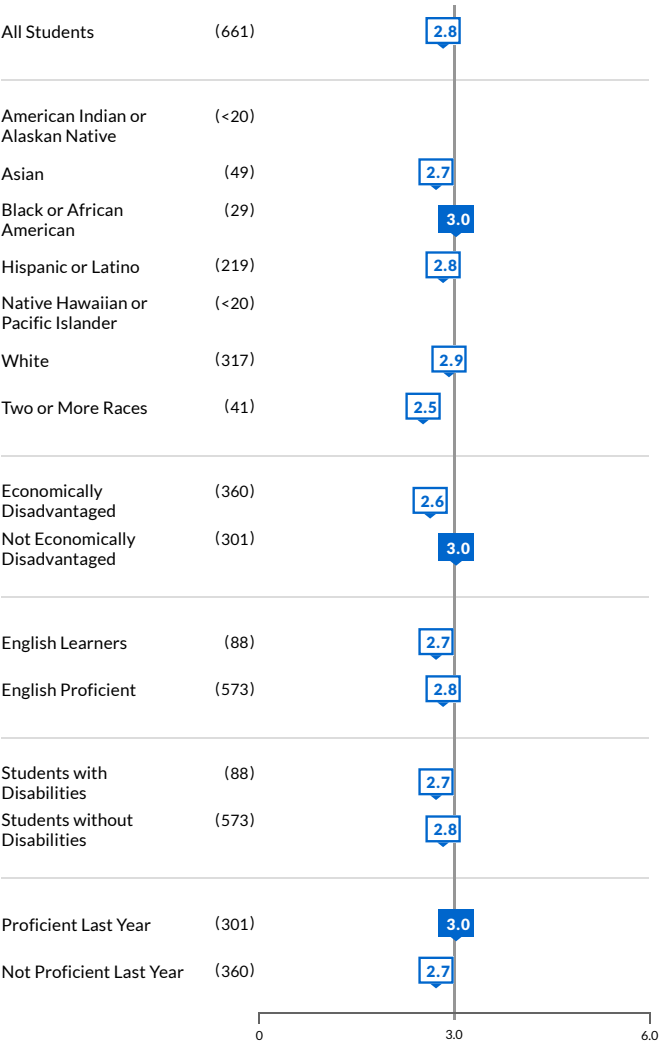 All Students (661) 2.8
American Indian or (<20)
Alaskan Native
Asian (49) 2.7
Black or African (29) 3.0
American
Hispanic or Latino (219) 2.8
Native Hawaiian or (<20)
Pacific Islander
White (317) 2.9
Two or More Races (41) 2.5
Economically (360) 2.6
Disadvantaged
Not Economically (301) 3.0
Disadvantaged
English Learners (88) 2.7
English Proficient (573) 2.8
Students with (88) 2.7
Disabilities
Students without (573) 2.8
Disabilities
Proficient Last Year (301) 3.0
Not Proficient Last Year (360) 2.7
0 3.0 6.0